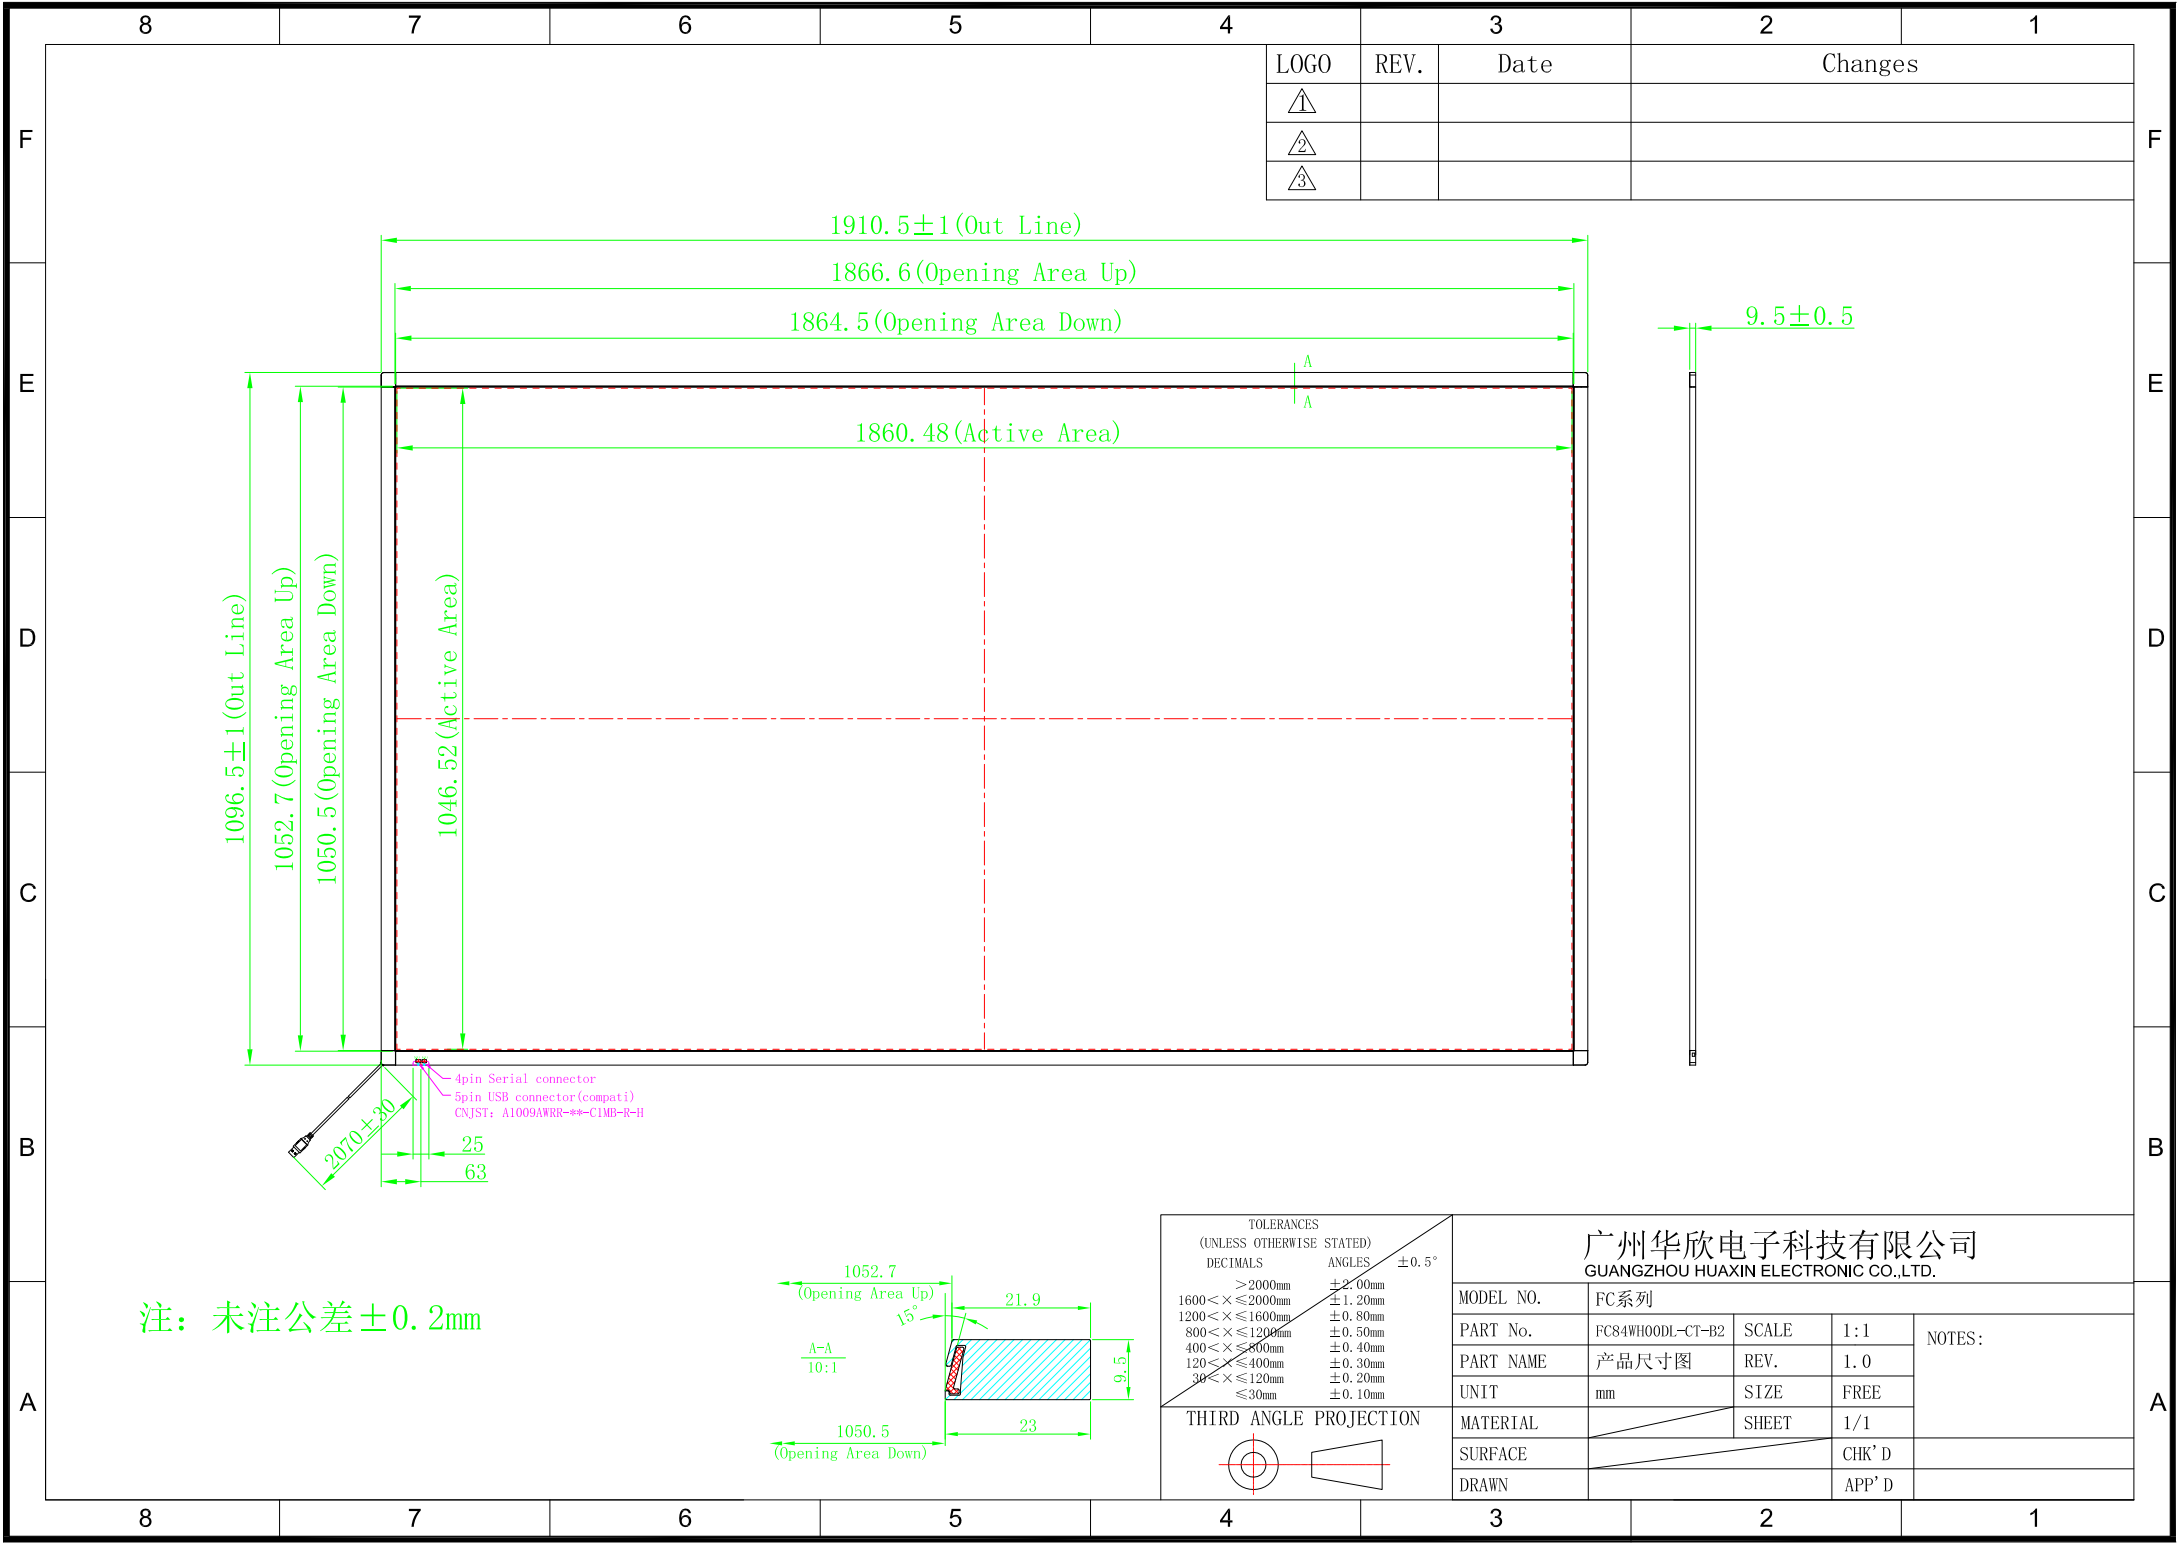 8 7 6 5 4 3 2 1
LOGO REV. Date Changes
1
2
3
F F
E E
D D
C C
B B
A A
1910.5±1(Out Line)
1866.6(Opening Area Up)
1864.5(Opening Area Down)
9.5±0.5
A
A
1860.48(Active Area)
1096.5±1(Out Line)
1052.7(Opening Area Up)
1050.5(Opening Area Down)
1046.52(Active Area)
4pin Serial connector
5pin USB connector(compati)
CNJST: A1009AWRR-**-C1MB-R-H
2070±30
25
63
注：未注公差±0.2mm
1052.7
(Opening Area Up)
21.9
15°
A-A
10:1
9.5
1050.5
(Opening Area Down)
23
TOLERANCES
(UNLESS OTHERWISE STATED)
DECIMALS ANGLES ±0.5°
>2000mm ±2.00mm
1600<×≤2000mm ±1.20mm
1200<×≤1600mm ±0.80mm
800<×≤1200mm ±0.50mm
400<×≤800mm ±0.40mm
120<×≤400mm ±0.30mm
30<×≤120mm ±0.20mm
≤30mm ±0.10mm
THIRD ANGLE PROJECTION
广州华欣电子科技有限公司
GUANGZHOU HUAXIN ELECTRONIC CO.,LTD.
MODEL NO. FC系列
PART No. FC84WH00DL-CT-B2 SCALE 1:1 NOTES:
PART NAME 产品尺寸图 REV. 1.0
UNIT mm SIZE FREE
MATERIAL SHEET 1/1
SURFACE CHK'D
DRAWN APP'D
8 7 6 5 4 3 2 1